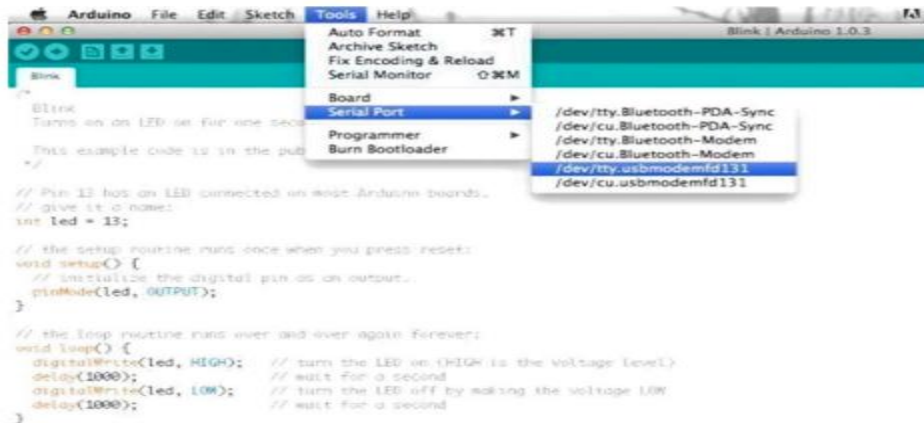 Arduino File Edit Sketch Tools Help
Blink | Arduino 1.0.3
Auto Format ⌘T
Archive Sketch
Fix Encoding & Reload
Serial Monitor ⇧⌘M
Board
Serial Port
Programmer
Burn Bootloader
/dev/tty.Bluetooth-PDA-Sync
/dev/cu.Bluetooth-PDA-Sync
/dev/tty.Bluetooth-Modem
/dev/cu.Bluetooth-Modem
/dev/tty.usbmodemfd131
/dev/cu.usbmodemfd131
Blink
/*
Blink
Turns on an LED on for one seco
This example code is in the pub
*/
// Pin 13 has an LED connected on most Arduino boards.
// give it a name:
int led = 13;
// the setup routine runs once when you press reset:
void setup() {
// initialize the digital pin as an output.
pinMode(led, OUTPUT);
}
// the loop routine runs over and over again forever:
void loop() {
digitalWrite(led, HIGH); // turn the LED on (HIGH is the voltage level)
delay(1000); // wait for a second
digitalWrite(led, LOW); // turn the LED off by making the voltage LOW
delay(1000); // wait for a second
}